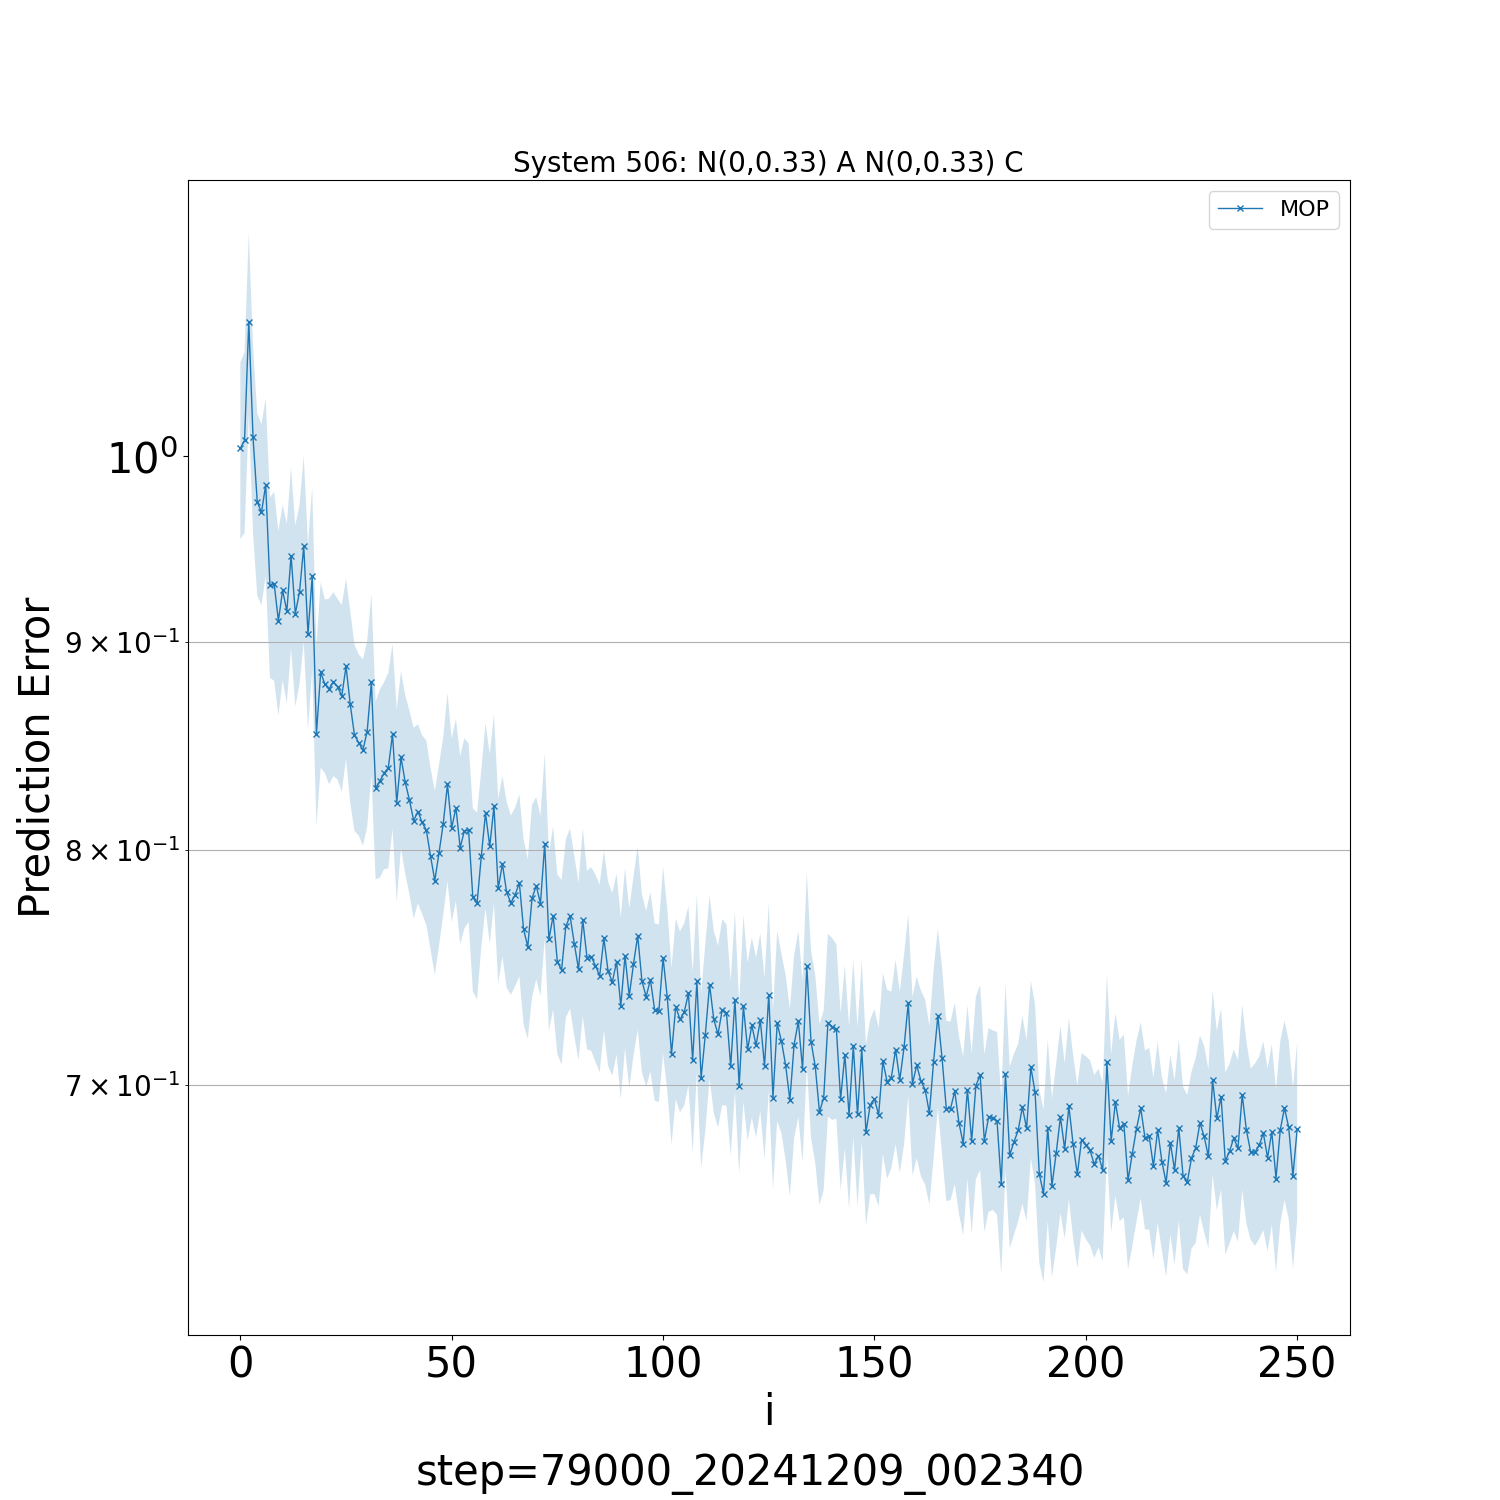 System 506: N(0,0.33) A N(0,0.33) C
MOP
Prediction Error
10⁰
9 × 10⁻¹
8 × 10⁻¹
7 × 10⁻¹
0 50 100 150 200 250
i
step=79000_20241209_002340